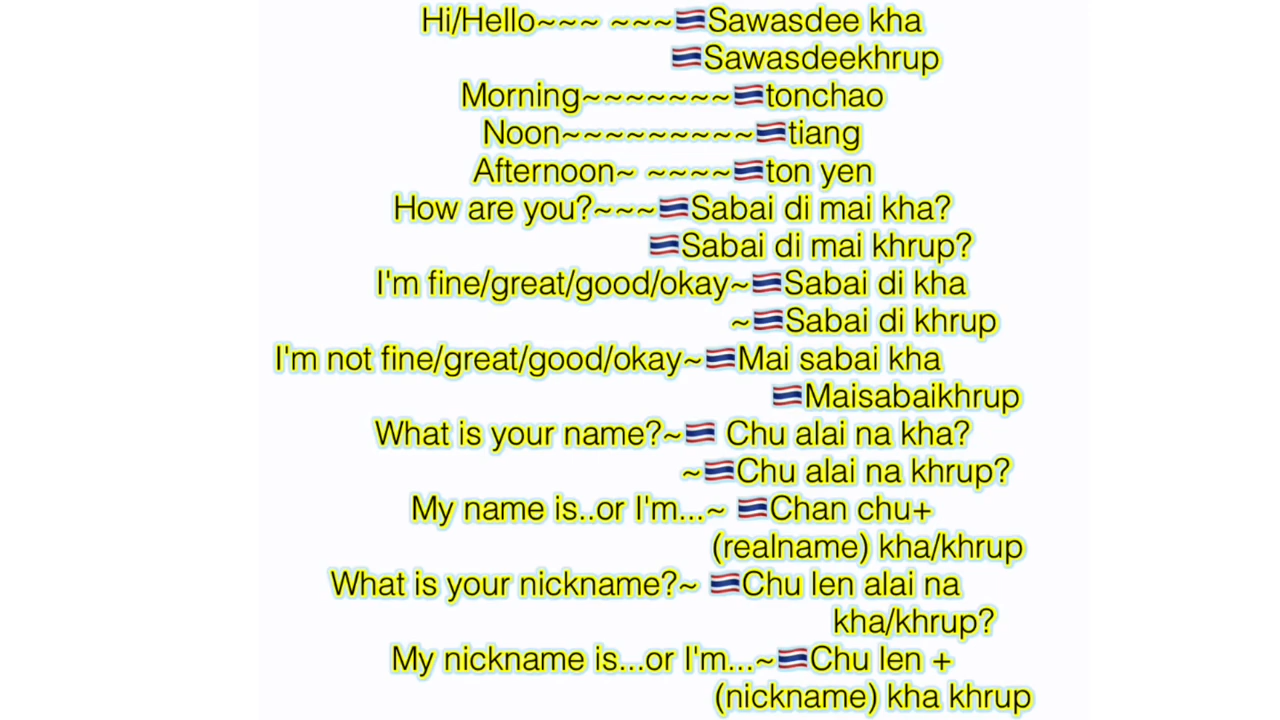 Hi/Hello~~~ ~~~🇹🇭Sawasdee kha
🇹🇭Sawasdeekhrup
Morning~~~~~~~🇹🇭tonchao
Noon~~~~~~~~~🇹🇭tiang
Afternoon~ ~~~~🇹🇭ton yen
How are you?~~~🇹🇭Sabai di mai kha?
🇹🇭Sabai di mai khrup?
I'm fine/great/good/okay~🇹🇭Sabai di kha
~🇹🇭Sabai di khrup
I'm not fine/great/good/okay~🇹🇭Mai sabai kha
🇹🇭Maisabaikhrup
What is your name?~🇹🇭 Chu alai na kha?
~🇹🇭Chu alai na khrup?
My name is..or I'm...~ 🇹🇭Chan chu+
(realname) kha/khrup
What is your nickname?~ 🇹🇭Chu len alai na
kha/khrup?
My nickname is...or I'm...~🇹🇭Chu len +
(nickname) kha khrup